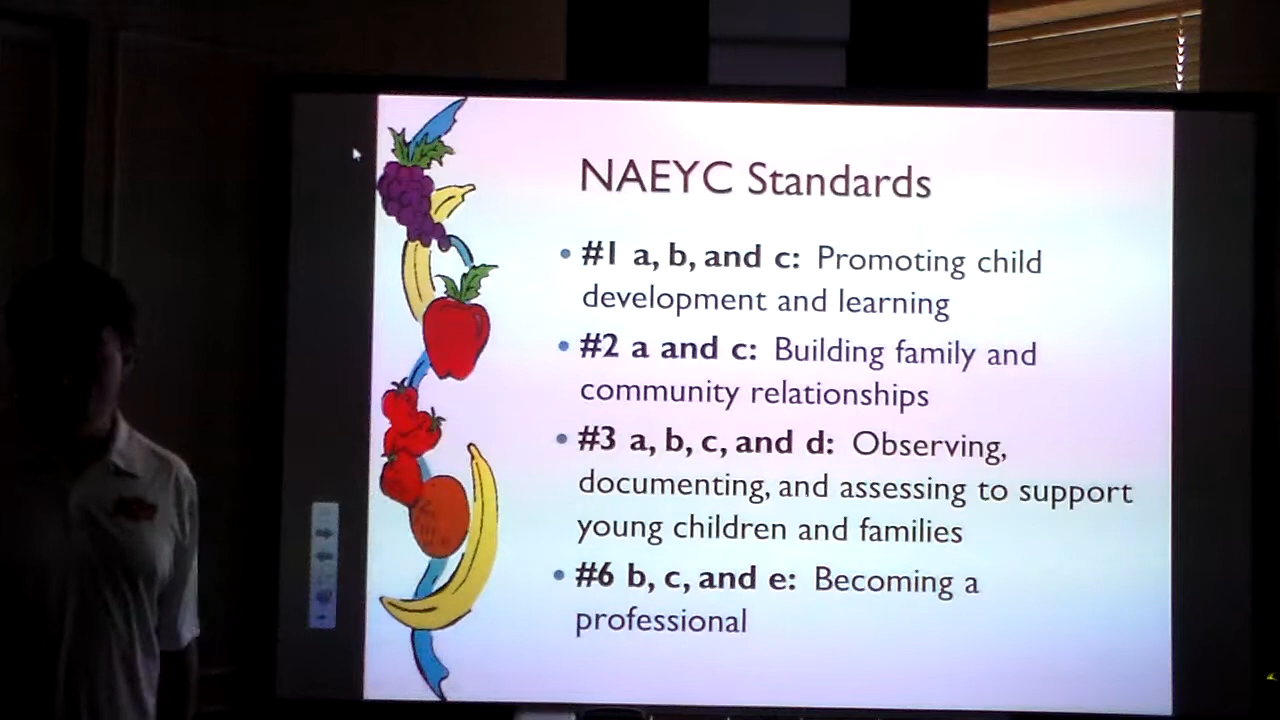 NAEYC Standards
• #1 a, b, and c: Promoting child
development and learning
• #2 a and c: Building family and
community relationships
• #3 a, b, c, and d: Observing,
documenting, and assessing to support
young children and families
• #6 b, c, and e: Becoming a
professional